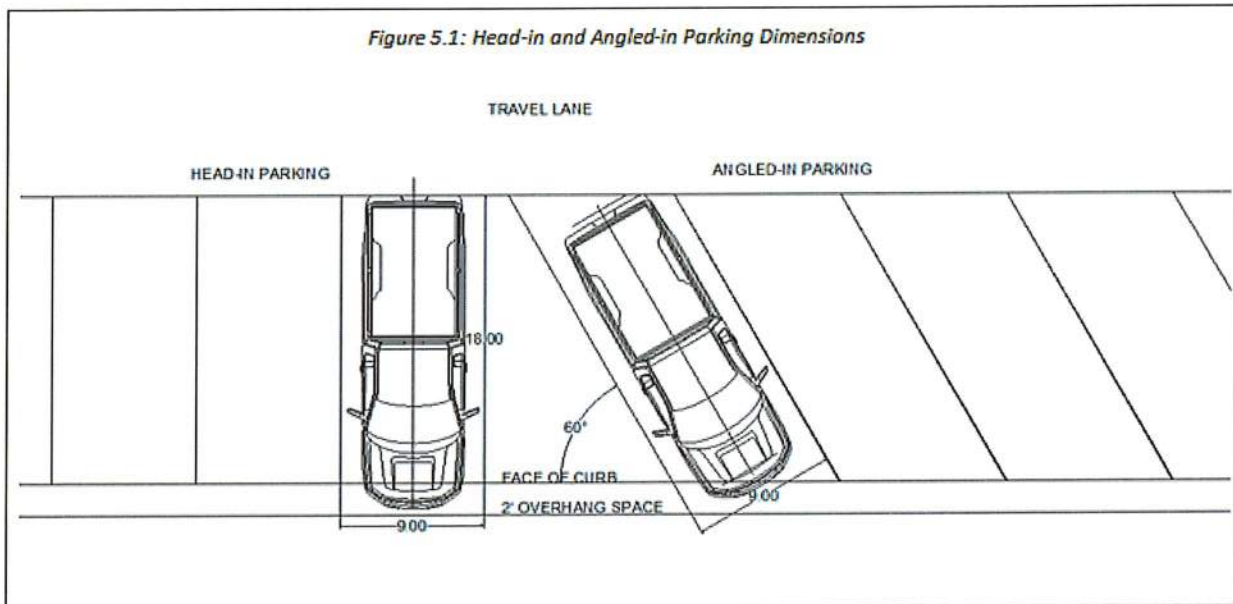 Figure 5.1: Head-in and Angled-in Parking Dimensions
TRAVEL LANE
HEAD-IN PARKING
ANGLED-IN PARKING
18.00
60°
FACE OF CURB
9.00
2' OVERHANG SPACE
9.00